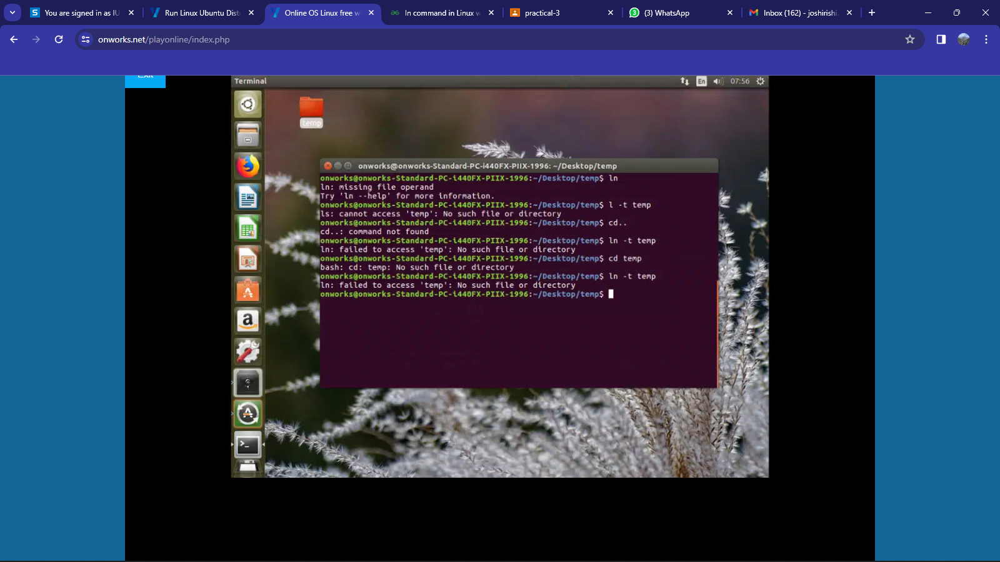 You are signed in as IU
Run Linux Ubuntu Dist
Online OS Linux free w
ln command in Linux w
practical-3
3
(3) WhatsApp
Inbox (162) - joshirishi
onworks.net/playonline/index.php
Exit
Terminal
En
07:56
temp
onworks@onworks-Standard-PC-i440FX-PIIX-1996: ~/Desktop/temp
onworks@onworks-Standard-PC-i440FX-PIIX-1996:~/Desktop/temp$ ln
ln: missing file operand
Try 'ln --help' for more information.
onworks@onworks-Standard-PC-i440FX-PIIX-1996:~/Desktop/temp$ l -t temp
ls: cannot access 'temp': No such file or directory
onworks@onworks-Standard-PC-i440FX-PIIX-1996:~/Desktop/temp$ cd..
cd..: command not found
onworks@onworks-Standard-PC-i440FX-PIIX-1996:~/Desktop/temp$ ln -t temp
ln: failed to access 'temp': No such file or directory
onworks@onworks-Standard-PC-i440FX-PIIX-1996:~/Desktop/temp$ cd temp
bash: cd: temp: No such file or directory
onworks@onworks-Standard-PC-i440FX-PIIX-1996:~/Desktop/temp$ ln -t temp
ln: failed to access 'temp': No such file or directory
onworks@onworks-Standard-PC-i440FX-PIIX-1996:~/Desktop/temp$